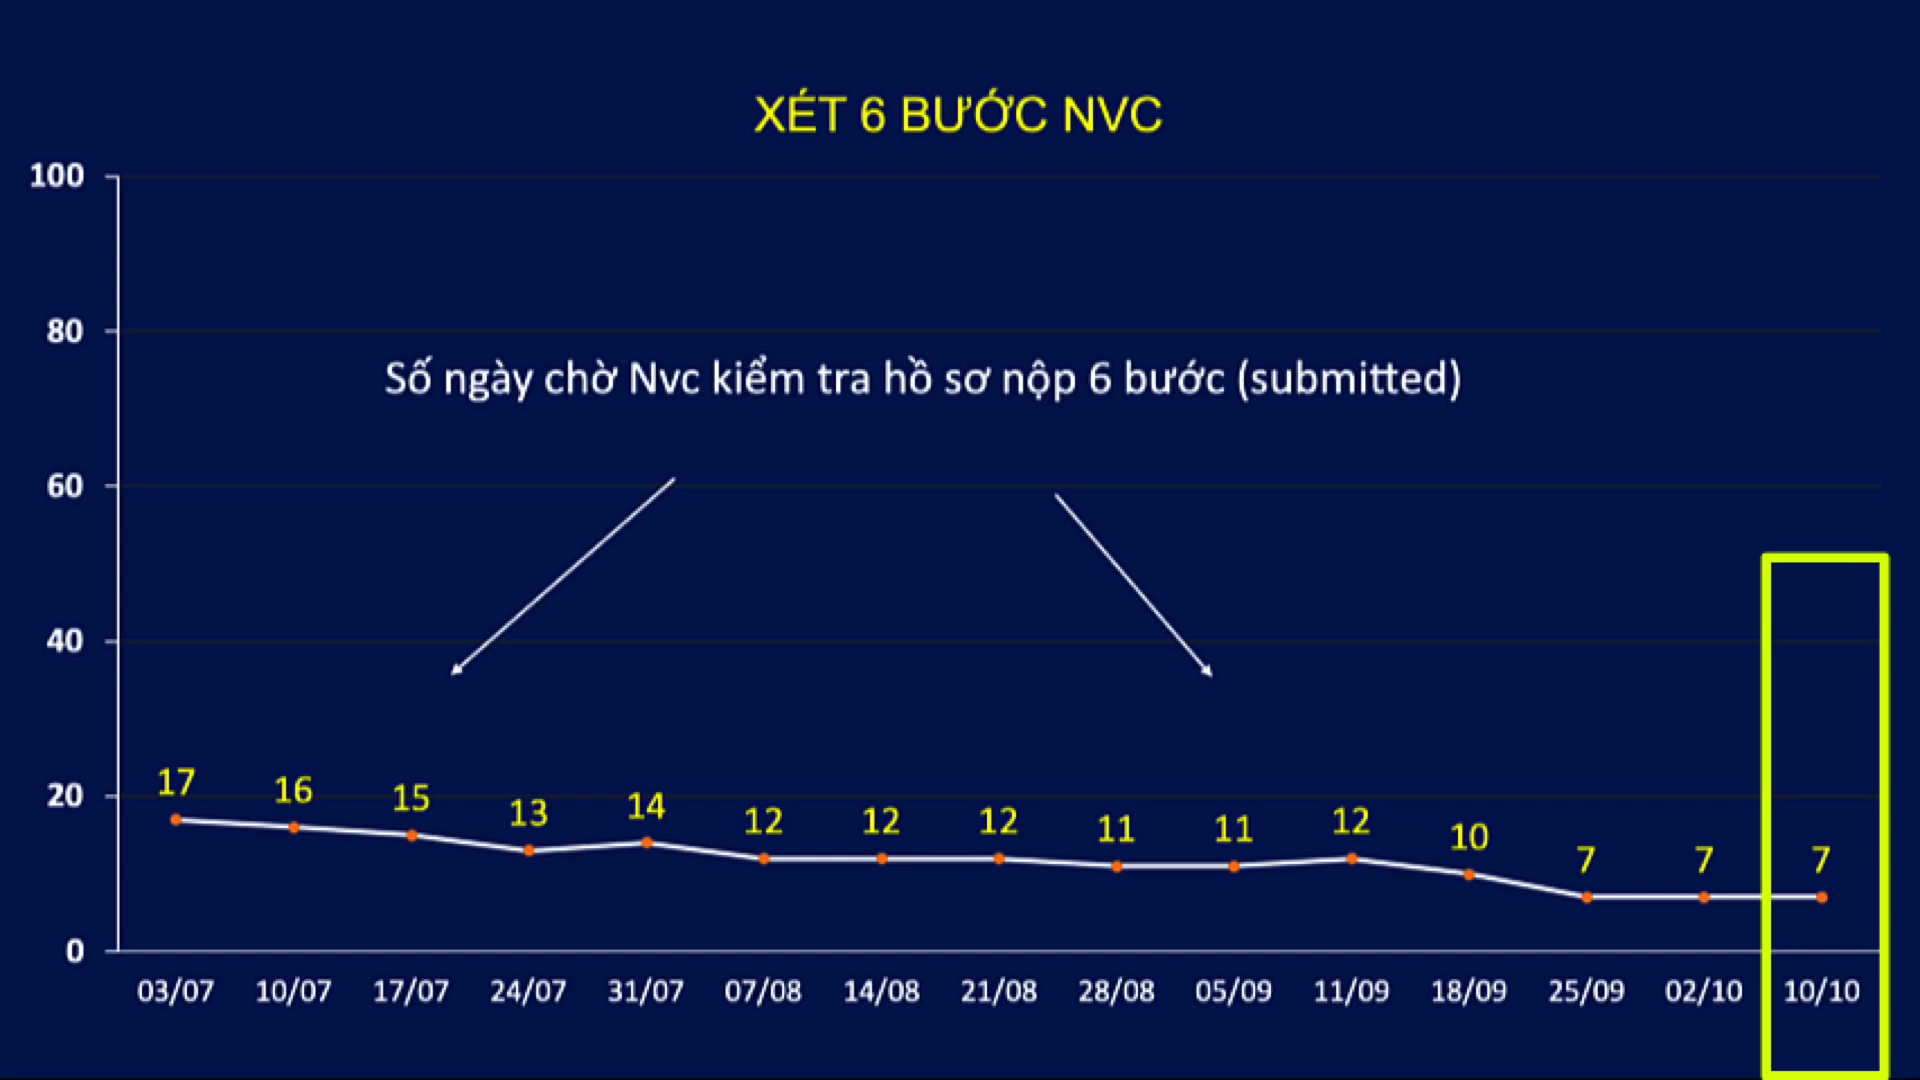 XÉT 6 BƯỚC NVC
100
80
Số ngày chờ Nvc kiểm tra hồ sơ nộp 6 bước (submitted)
60
40
20
0
17 16 15 13 14 12 12 12 11 11 12 10 7 7 7
03/07 10/07 17/07 24/07 31/07 07/08 14/08 21/08 28/08 05/09 11/09 18/09 25/09 02/10 10/10